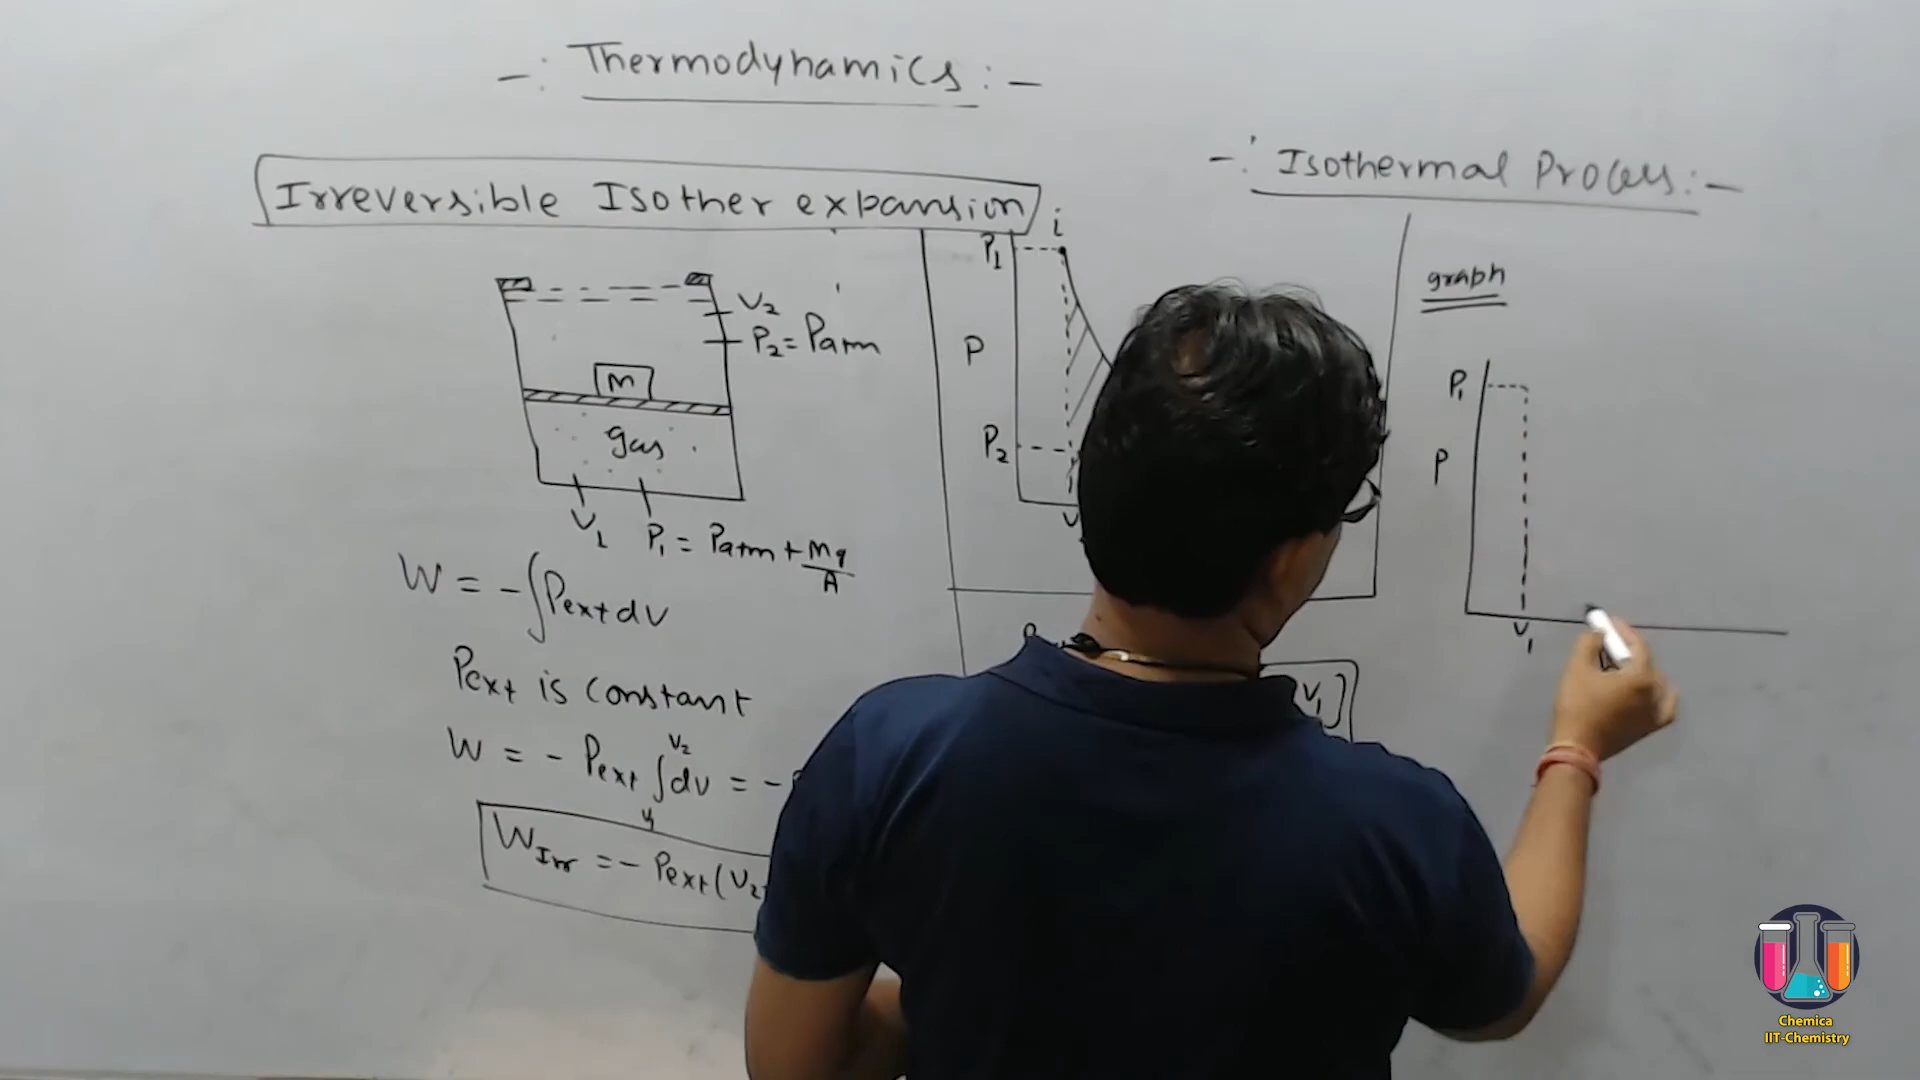 -: Thermodynamics :-
-: Isothermal Process :-
Irreversible Isother expansion
V2
P2 = Patm
M
gas
V1
P1 = Patm + Mg/A
W = -∫Pext dv
Pext is constant
W = - Pext ∫dv = -
V2
V1
WIrr = - Pext (V2
i
P1
P
P2
V
V1]
graph
P1
P
V1
Chemica
IIT-Chemistry